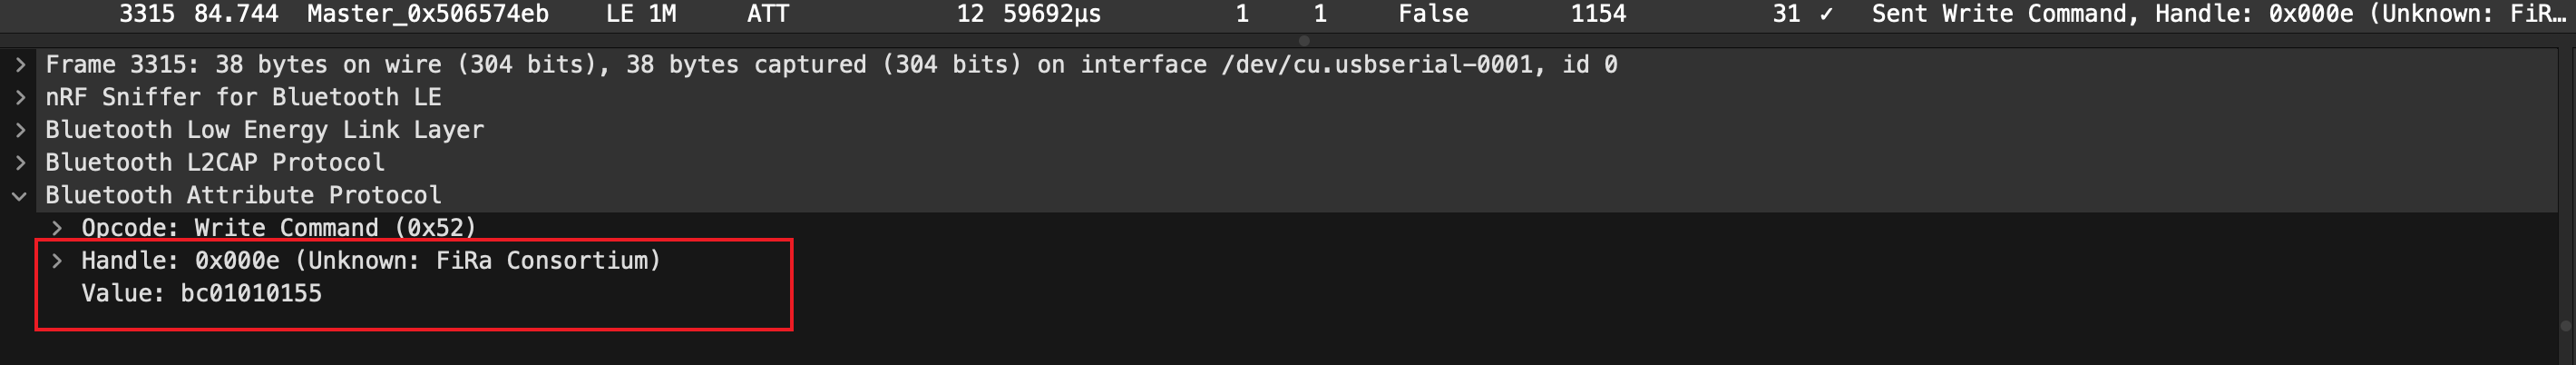 3315 84.744 Master_0x506574eb LE 1M ATT 12 59692μs 1 1 False 1154 31 ✓ Sent Write Command, Handle: 0x000e (Unknown: FiR…
Frame 3315: 38 bytes on wire (304 bits), 38 bytes captured (304 bits) on interface /dev/cu.usbserial-0001, id 0
nRF Sniffer for Bluetooth LE
Bluetooth Low Energy Link Layer
Bluetooth L2CAP Protocol
Bluetooth Attribute Protocol
Opcode: Write Command (0x52)
Handle: 0x000e (Unknown: FiRa Consortium)
Value: bc01010155